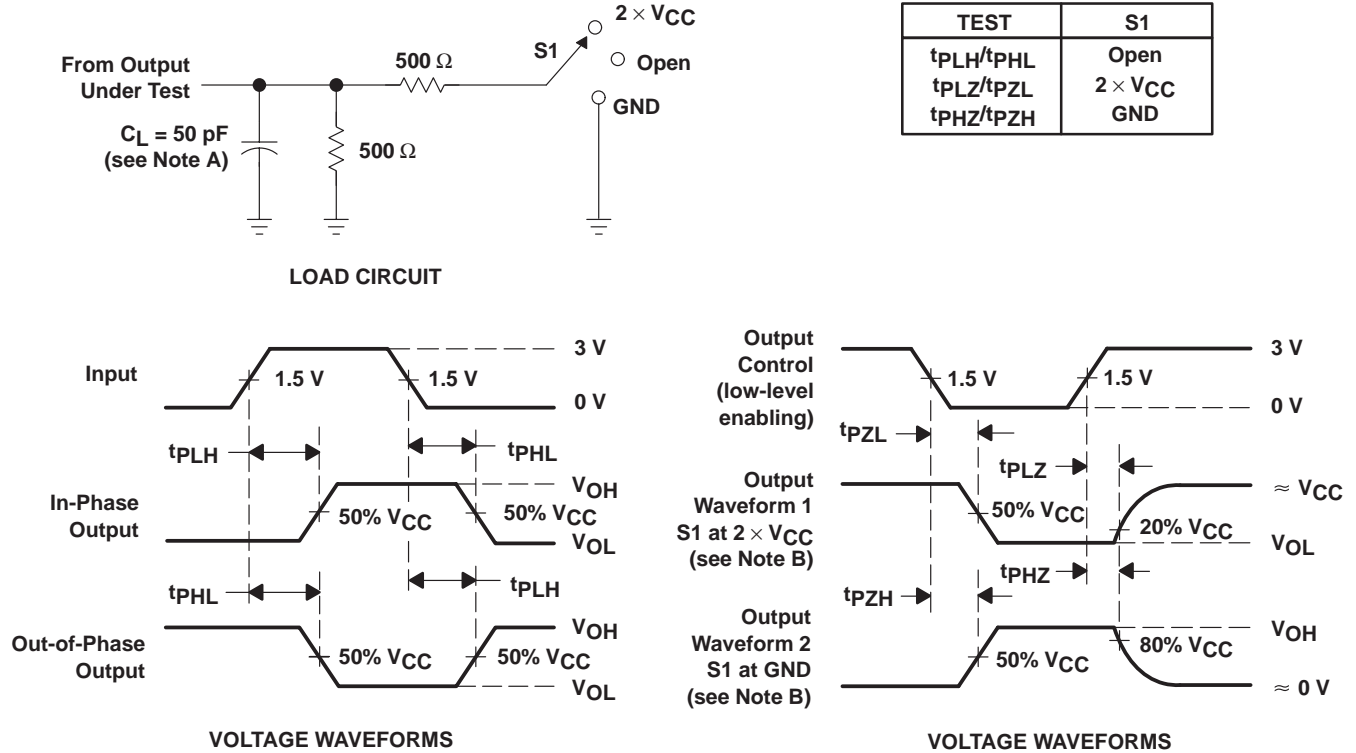 2 × VCC
S1
Open
GND
500 Ω
From Output
Under Test
CL = 50 pF
(see Note A)
500 Ω
LOAD CIRCUIT
TEST S1
tPLH/tPHL Open
tPLZ/tPZL 2 × VCC
tPHZ/tPZH GND
Input
1.5 V
1.5 V
3 V
0 V
tPLH
tPHL
In-Phase
Output
50% VCC
50% VCC
VOH
VOL
tPHL
tPLH
Out-of-Phase
Output
50% VCC
50% VCC
VOH
VOL
VOLTAGE WAVEFORMS
Output
Control
(low-level
enabling)
1.5 V
1.5 V
3 V
0 V
tPZL
tPLZ
Output
Waveform 1
S1 at 2 × VCC
(see Note B)
50% VCC
20% VCC
≈ VCC
VOL
tPZH
tPHZ
Output
Waveform 2
S1 at GND
(see Note B)
50% VCC
80% VCC
VOH
≈ 0 V
VOLTAGE WAVEFORMS